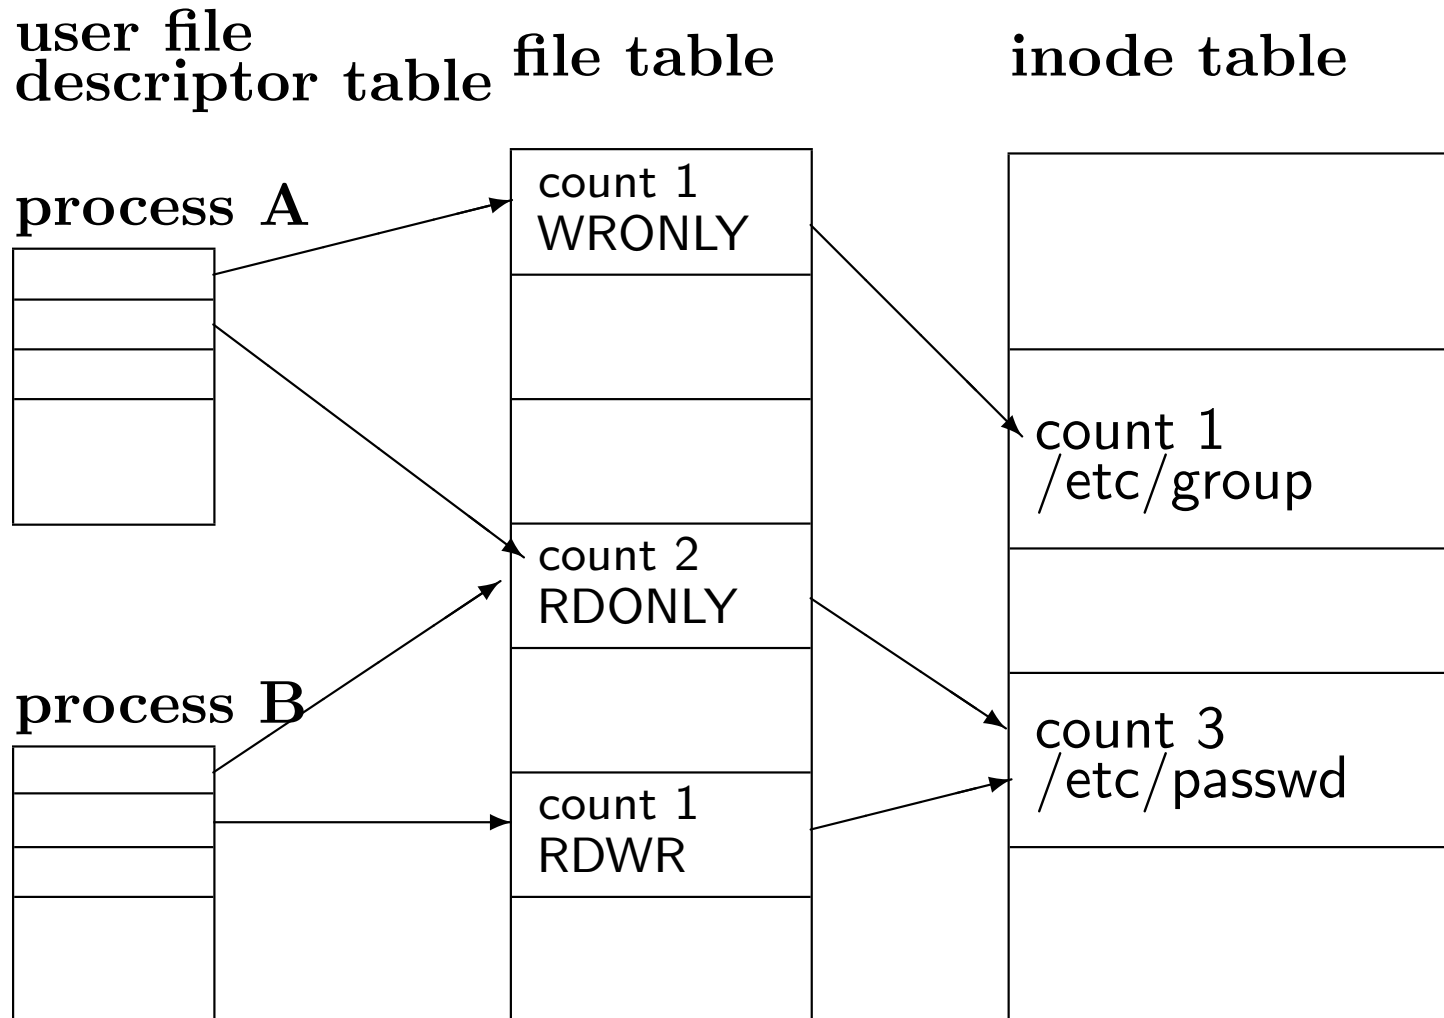 user file
descriptor table
file table
inode table
process A
process B
count 1
WRONLY
count 2
RDONLY
count 1
RDWR
count 1
/etc/group
count 3
/etc/passwd